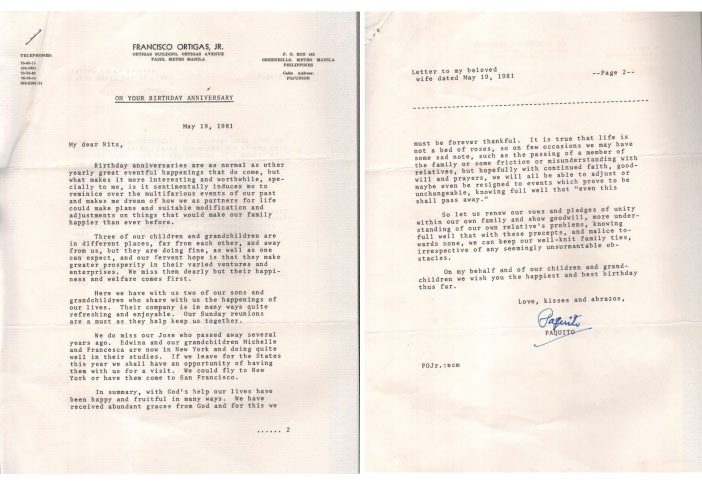 FRANCISCO ORTIGAS, JR.
ORTIGAS BUILDING, ORTIGAS AVENUE
PASIG, METRO MANILA
TELEPHONES:
P. O. BOX 482
GREENHILLS, METRO MANILA
PHILIPPINES
Cable Address:
ON YOUR BIRTHDAY ANNIVERSARY
May 19, 1981
My dear Nits,
Birthday anniversaries are as normal as other
yearly great eventful happenings that do come, but
what makes it more interesting and worthwhile, spe-
cially to me, is it sentimentally induces me to
reminice over the multifarious events of our past
and makes me dream of how we as partners for life
could make plans and suitable modification and
adjustments on things that would make our family
happier than ever before.
Three of our children and grandchildren are
in different places, far from each other, and away
from us, but they are doing fine, as well as one
can expect, and our fervent hope is that they make
greater prosperity in their varied ventures and
enterprises. We miss them dearly but their happi-
ness and welfare comes first.
Here we have with us two of our sons and
grandchildren who share with us the happenings of
our lives. Their company is in many ways quite
refreshing and enjoyable. Our Sunday reunions
are a must as they help keep us together.
We do miss our Jose who passed away several
years ago. Edwina and our grandchildren Michelle
and Francesca are now in New York and doing quite
well in their studies. If we leave for the States
this year we shall have an opportunity of having
them with us for a visit. We could fly to New
York or have them come to San Francisco.
In summary, with God's help our lives have
been happy and fruitful in many ways. We have
received abundant graces from God and for this we
...... 2
Letter to my beloved
wife dated May 19, 1981 --Page 2--
must be forever thankful. It is true that life is
not a bed of roses, so on few occasions we may have
some sad note, such as the passing of a member of
the family or some friction or misunderstanding with
relatives, but hopefully with continued faith, good-
will and prayers, we will all be able to adjust or
maybe even be resigned to events which prove to be
unchangeable, knowing full well that "even this
shall pass away."
So let us renew our vows and pledges of unity
within our own family and show goodwill, more under-
standing of our own relative's problems, knowing
full well that with these precepts, and malice to-
wards none, we can keep our well-knit family ties,
irrespective of any seemingly unsurmantable ob-
stacles.
On my behalf and of our children and grand-
children we wish you the happiest and best birthday
thus far.
Love, kisses and abrazos,
Paquito
PAQUITO
POJr.:ecm